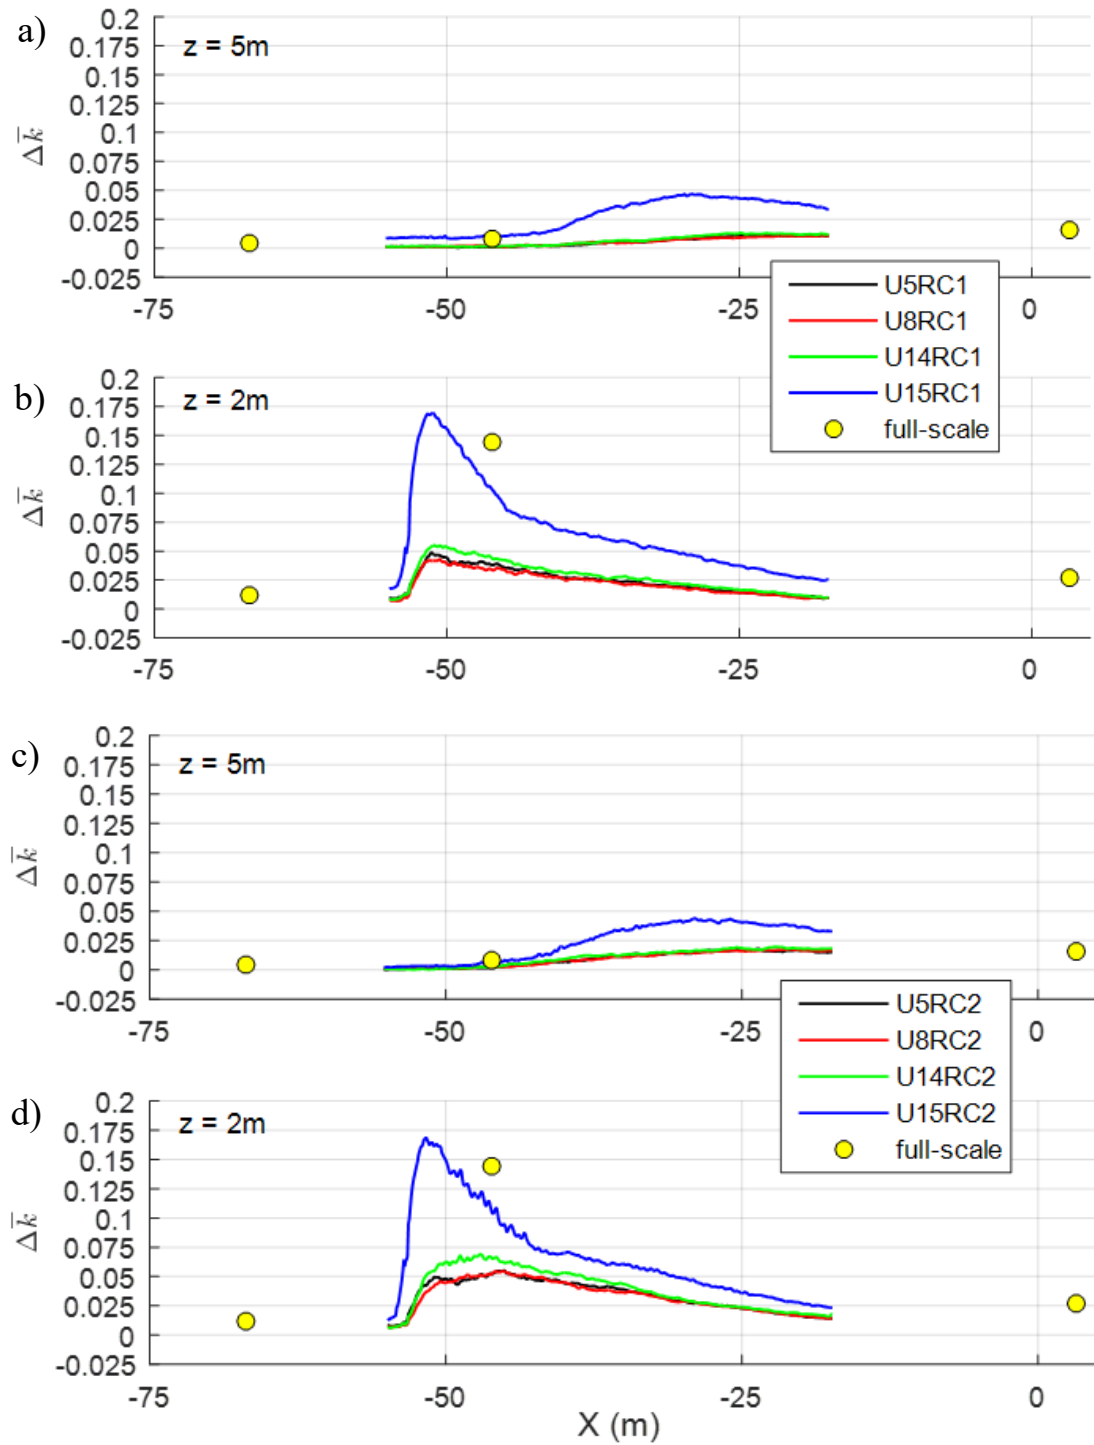 a)
z = 5m
0.2
0.175
0.15
0.125
0.1
0.075
0.05
0.025
0
-0.025
Δk̅
-75
-50
-25
0
U5RC1
U8RC1
U14RC1
U15RC1
full-scale
b)
z = 2m
0.2
0.175
0.15
0.125
0.1
0.075
0.05
0.025
0
-0.025
Δk̅
-75
-50
-25
0
c)
z = 5m
0.2
0.175
0.15
0.125
0.1
0.075
0.05
0.025
0
-0.025
Δk̅
-75
-50
-25
0
U5RC2
U8RC2
U14RC2
U15RC2
full-scale
d)
z = 2m
0.2
0.175
0.15
0.125
0.1
0.075
0.05
0.025
0
-0.025
Δk̅
-75
-50
-25
0
X (m)